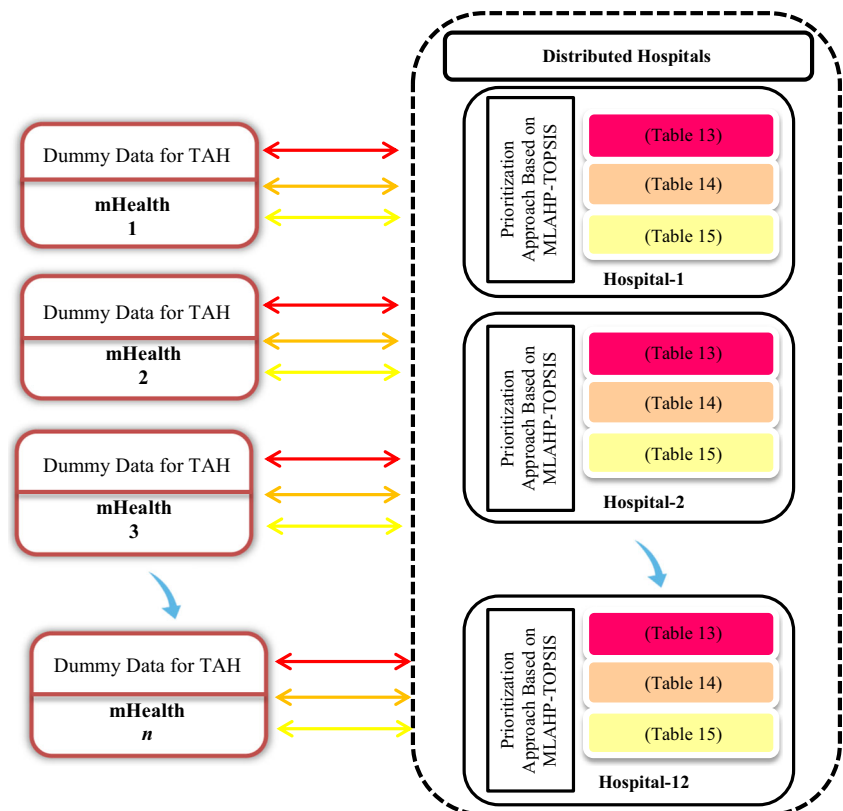 Distributed Hospitals
Dummy Data for TAH
mHealth
1
Dummy Data for TAH
mHealth
2
Dummy Data for TAH
mHealth
3
Dummy Data for TAH
mHealth
n
Prioritization
Approach Based on
MLAHP-TOPSIS
(Table 13)
(Table 14)
(Table 15)
Hospital-1
Prioritization
Approach Based on
MLAHP-TOPSIS
(Table 13)
(Table 14)
(Table 15)
Hospital-2
Prioritization
Approach Based on
MLAHP-TOPSIS
(Table 13)
(Table 14)
(Table 15)
Hospital-12